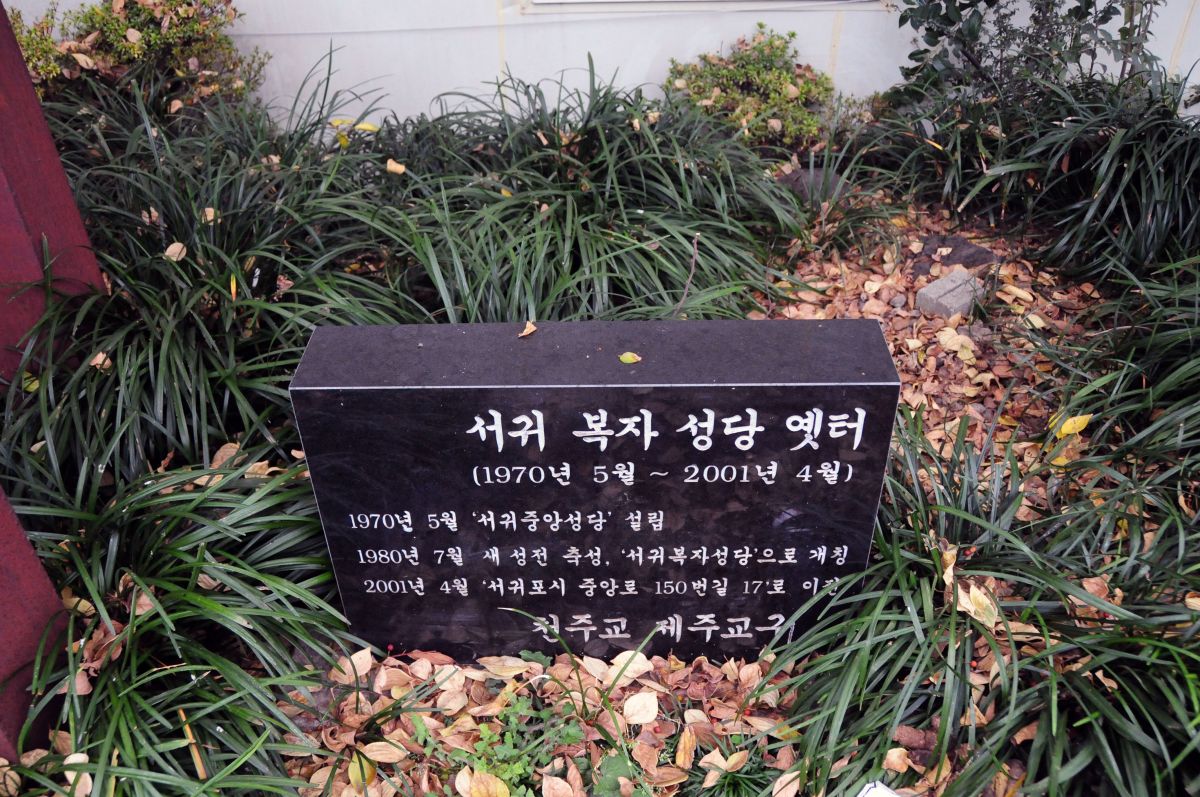 서귀 복자 성당 옛터
(1970년 5월 ~ 2001년 4월)
1970년 5월 '서귀중앙성당' 설립
1980년 7월 새 성전 축성, '서귀복자성당'으로 개칭
2001년 4월 '서귀포시 중앙로 150번길 17'로 이전
천주교 제주교구